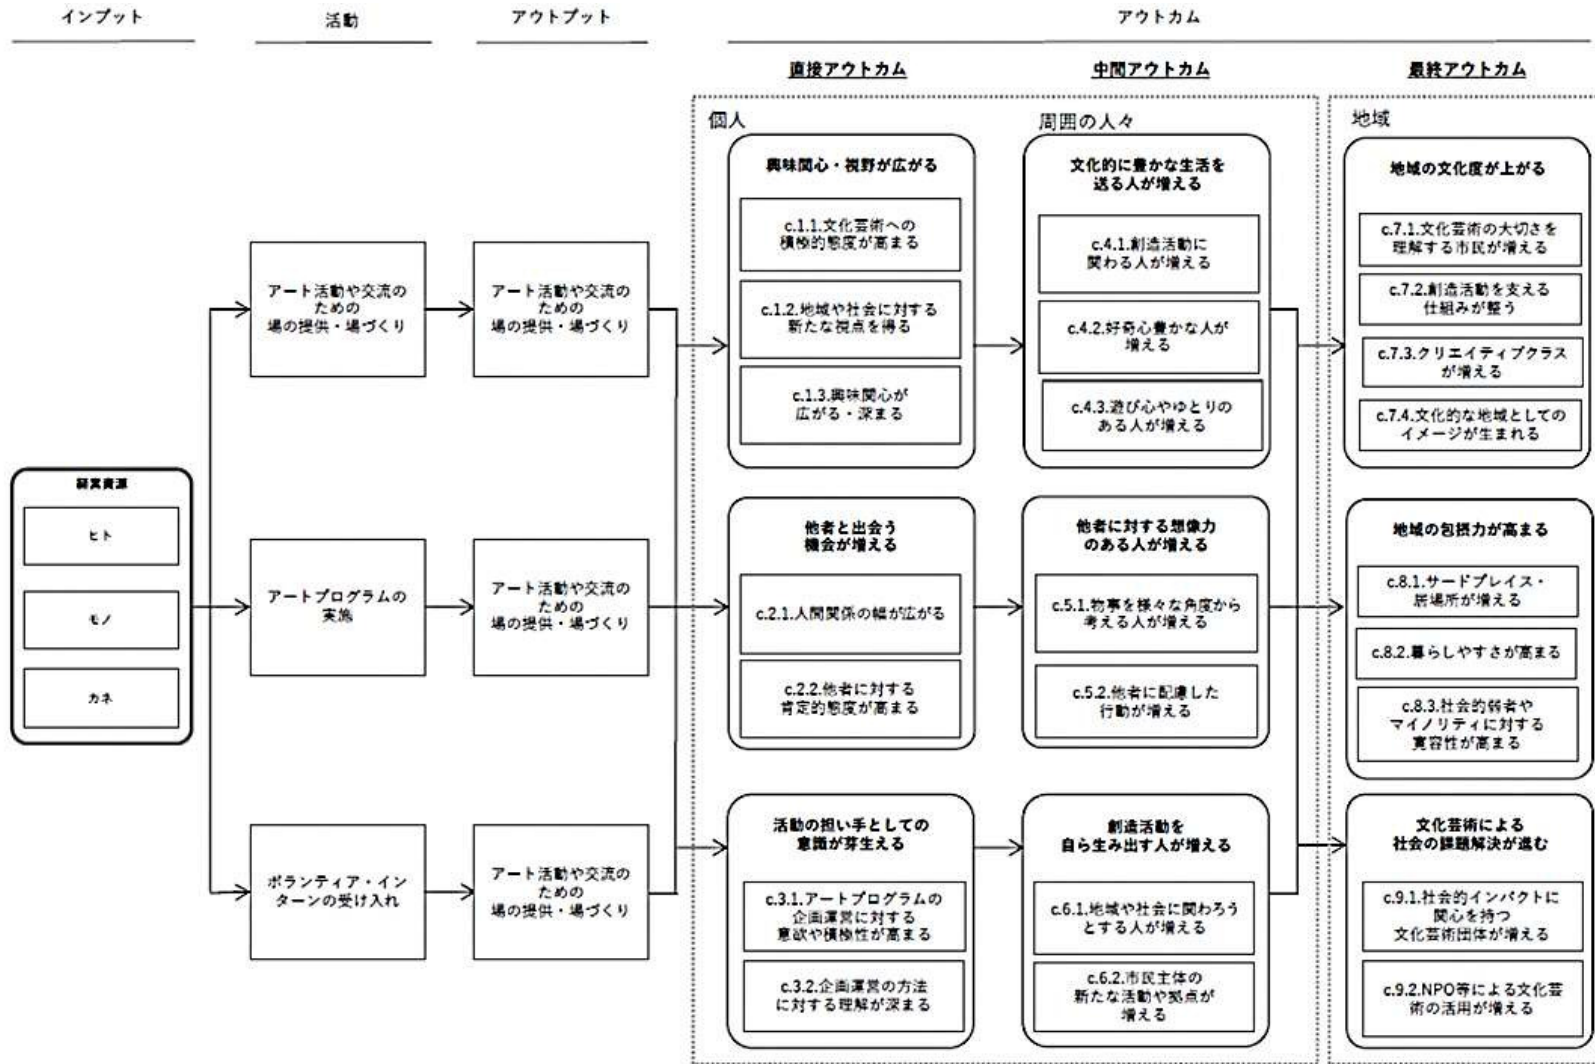 インプット
活動
アウトプット
アウトカム
直接アウトカム
中間アウトカム
最終アウトカム
経営資源
ヒト
モノ
カネ
アート活動や交流の
ための
場の提供・場づくり
アートプログラムの
実施
ボランティア・イン
ターンの受け入れ
アート活動や交流の
ための
場の提供・場づくり
アート活動や交流の
ための
場の提供・場づくり
アート活動や交流の
ための
場の提供・場づくり
個人
興味関心・視野が広がる
c.1.1.文化芸術への
積極的態度が高まる
c.1.2.地域や社会に対する
新たな視点を得る
c.1.3.興味関心が
広がる・深まる
他者と出会う
機会が増える
c.2.1.人間関係の幅が広がる
c.2.2.他者に対する
肯定的態度が高まる
活動の担い手としての
意識が芽生える
c.3.1.アートプログラムの
企画運営に対する
意欲や積極性が高まる
c.3.2.企画運営の方法
に対する理解が深まる
周囲の人々
文化的に豊かな生活を
送る人が増える
c.4.1.創造活動に
関わる人が増える
c.4.2.好奇心豊かな人が
増える
c.4.3.遊び心やゆとりの
ある人が増える
他者に対する想像力
のある人が増える
c.5.1.物事を様々な角度から
考える人が増える
c.5.2.他者に配慮した
行動が増える
創造活動を
自ら生み出す人が増える
c.6.1.地域や社会に関わろう
とする人が増える
c.6.2.市民主体の
新たな活動や拠点が
増える
地域
地域の文化度が上がる
c.7.1.文化芸術の大切さを
理解する市民が増える
c.7.2.創造活動を支える
仕組みが整う
c.7.3.クリエイティブクラス
が増える
c.7.4.文化的な地域としての
イメージが生まれる
地域の包摂力が高まる
c.8.1.サードプレイス・
居場所が増える
c.8.2.暮らしやすさが高まる
c.8.3.社会的弱者や
マイノリティに対する
寛容性が高まる
文化芸術による
社会の課題解決が進む
c.9.1.社会的インパクトに
関心を持つ
文化芸術団体が増える
c.9.2.NPO等による文化芸
術の活用が増える